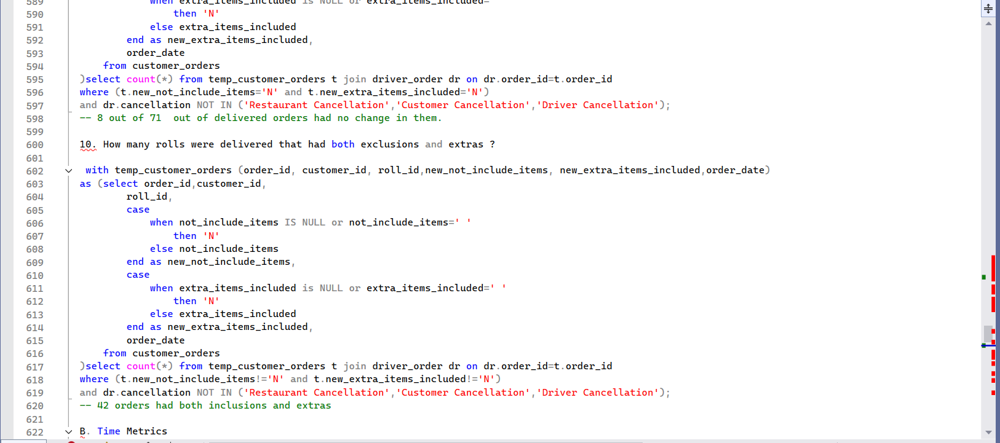 589 when extra_items_included is NULL or extra_items_included='
590 then 'N'
591 else extra_items_included
592 end as new_extra_items_included,
593 order_date
594 from customer_orders
595 )select count(*) from temp_customer_orders t join driver_order dr on dr.order_id=t.order_id
596 where (t.new_not_include_items='N' and t.new_extra_items_included='N')
597 and dr.cancellation NOT IN ('Restaurant Cancellation','Customer Cancellation','Driver Cancellation');
598 -- 8 out of 71  out of delivered orders had no change in them.
599
600 10. How many rolls were delivered that had both exclusions and extras ?
601
602 with temp_customer_orders (order_id, customer_id, roll_id,new_not_include_items, new_extra_items_included,order_date)
603 as (select order_id,customer_id,
604 roll_id,
605 case
606 when not_include_items IS NULL or not_include_items=' '
607 then 'N'
608 else not_include_items
609 end as new_not_include_items,
610 case
611 when extra_items_included is NULL or extra_items_included=' '
612 then 'N'
613 else extra_items_included
614 end as new_extra_items_included,
615 order_date
616 from customer_orders
617 )select count(*) from temp_customer_orders t join driver_order dr on dr.order_id=t.order_id
618 where (t.new_not_include_items!='N' and t.new_extra_items_included!='N')
619 and dr.cancellation NOT IN ('Restaurant Cancellation','Customer Cancellation','Driver Cancellation');
620 -- 42 orders had both inclusions and extras
621
622 B. Time Metrics